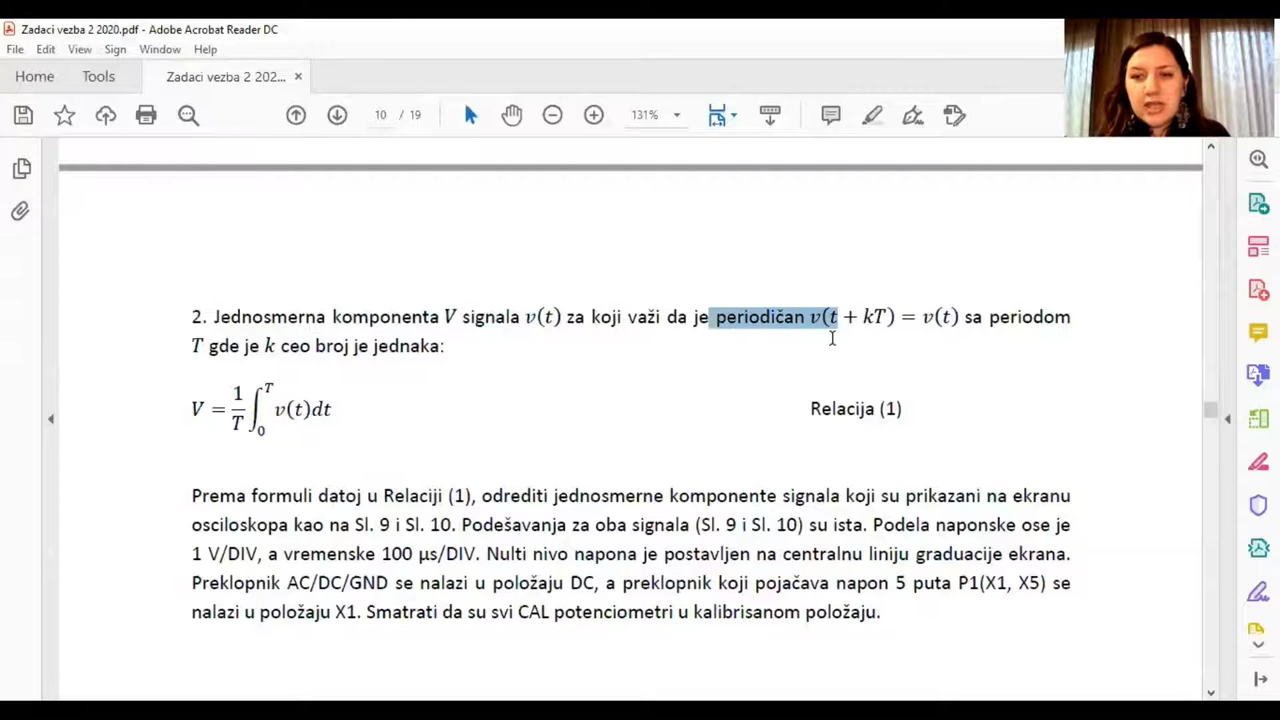 Zadaci vezba 2 2020.pdf - Adobe Acrobat Reader DC
File Edit View Sign Window Help
Home Tools Zadaci vezba 2 202... ×
10 / 19 131%
2. Jednosmerna komponenta V signala v(t) za koji važi da je periodičan v(t + kT) = v(t) sa periodom
T gde je k ceo broj je jednaka:
V = 1/T ∫₀ᵀ v(t)dt Relacija (1)
Prema formuli datoj u Relaciji (1), odrediti jednosmerne komponente signala koji su prikazani na ekranu
osciloskopa kao na Sl. 9 i Sl. 10. Podešavanja za oba signala (Sl. 9 i Sl. 10) su ista. Podela naponske ose je
1 V/DIV, a vremenske 100 μs/DIV. Nulti nivo napona je postavljen na centralnu liniju graduacije ekrana.
Preklopnik AC/DC/GND se nalazi u položaju DC, a preklopnik koji pojačava napon 5 puta P1(X1, X5) se
nalazi u položaju X1. Smatrati da su svi CAL potenciometri u kalibrisanom položaju.